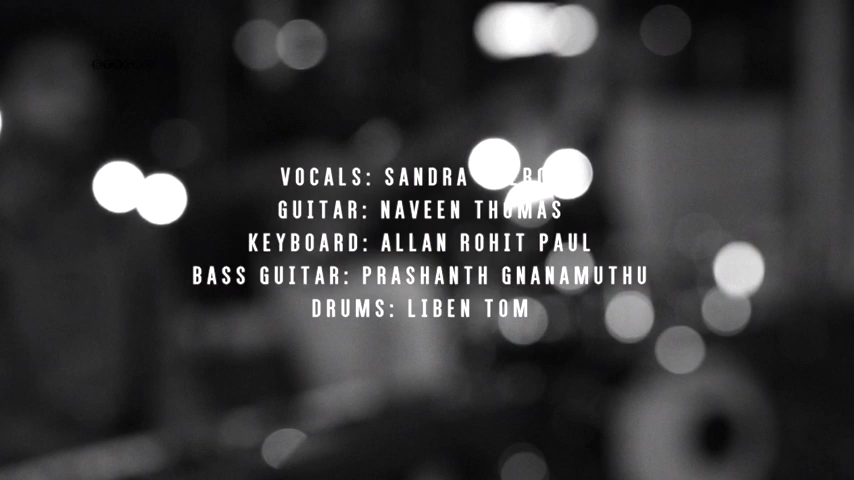 VOCALS: SANDRA
GUITAR: NAVEEN THOMAS
KEYBOARD: ALLAN ROHIT PAUL
BASS GUITAR: PRASHANTH GNANAMUTHU
DRUMS: LIBEN TOM